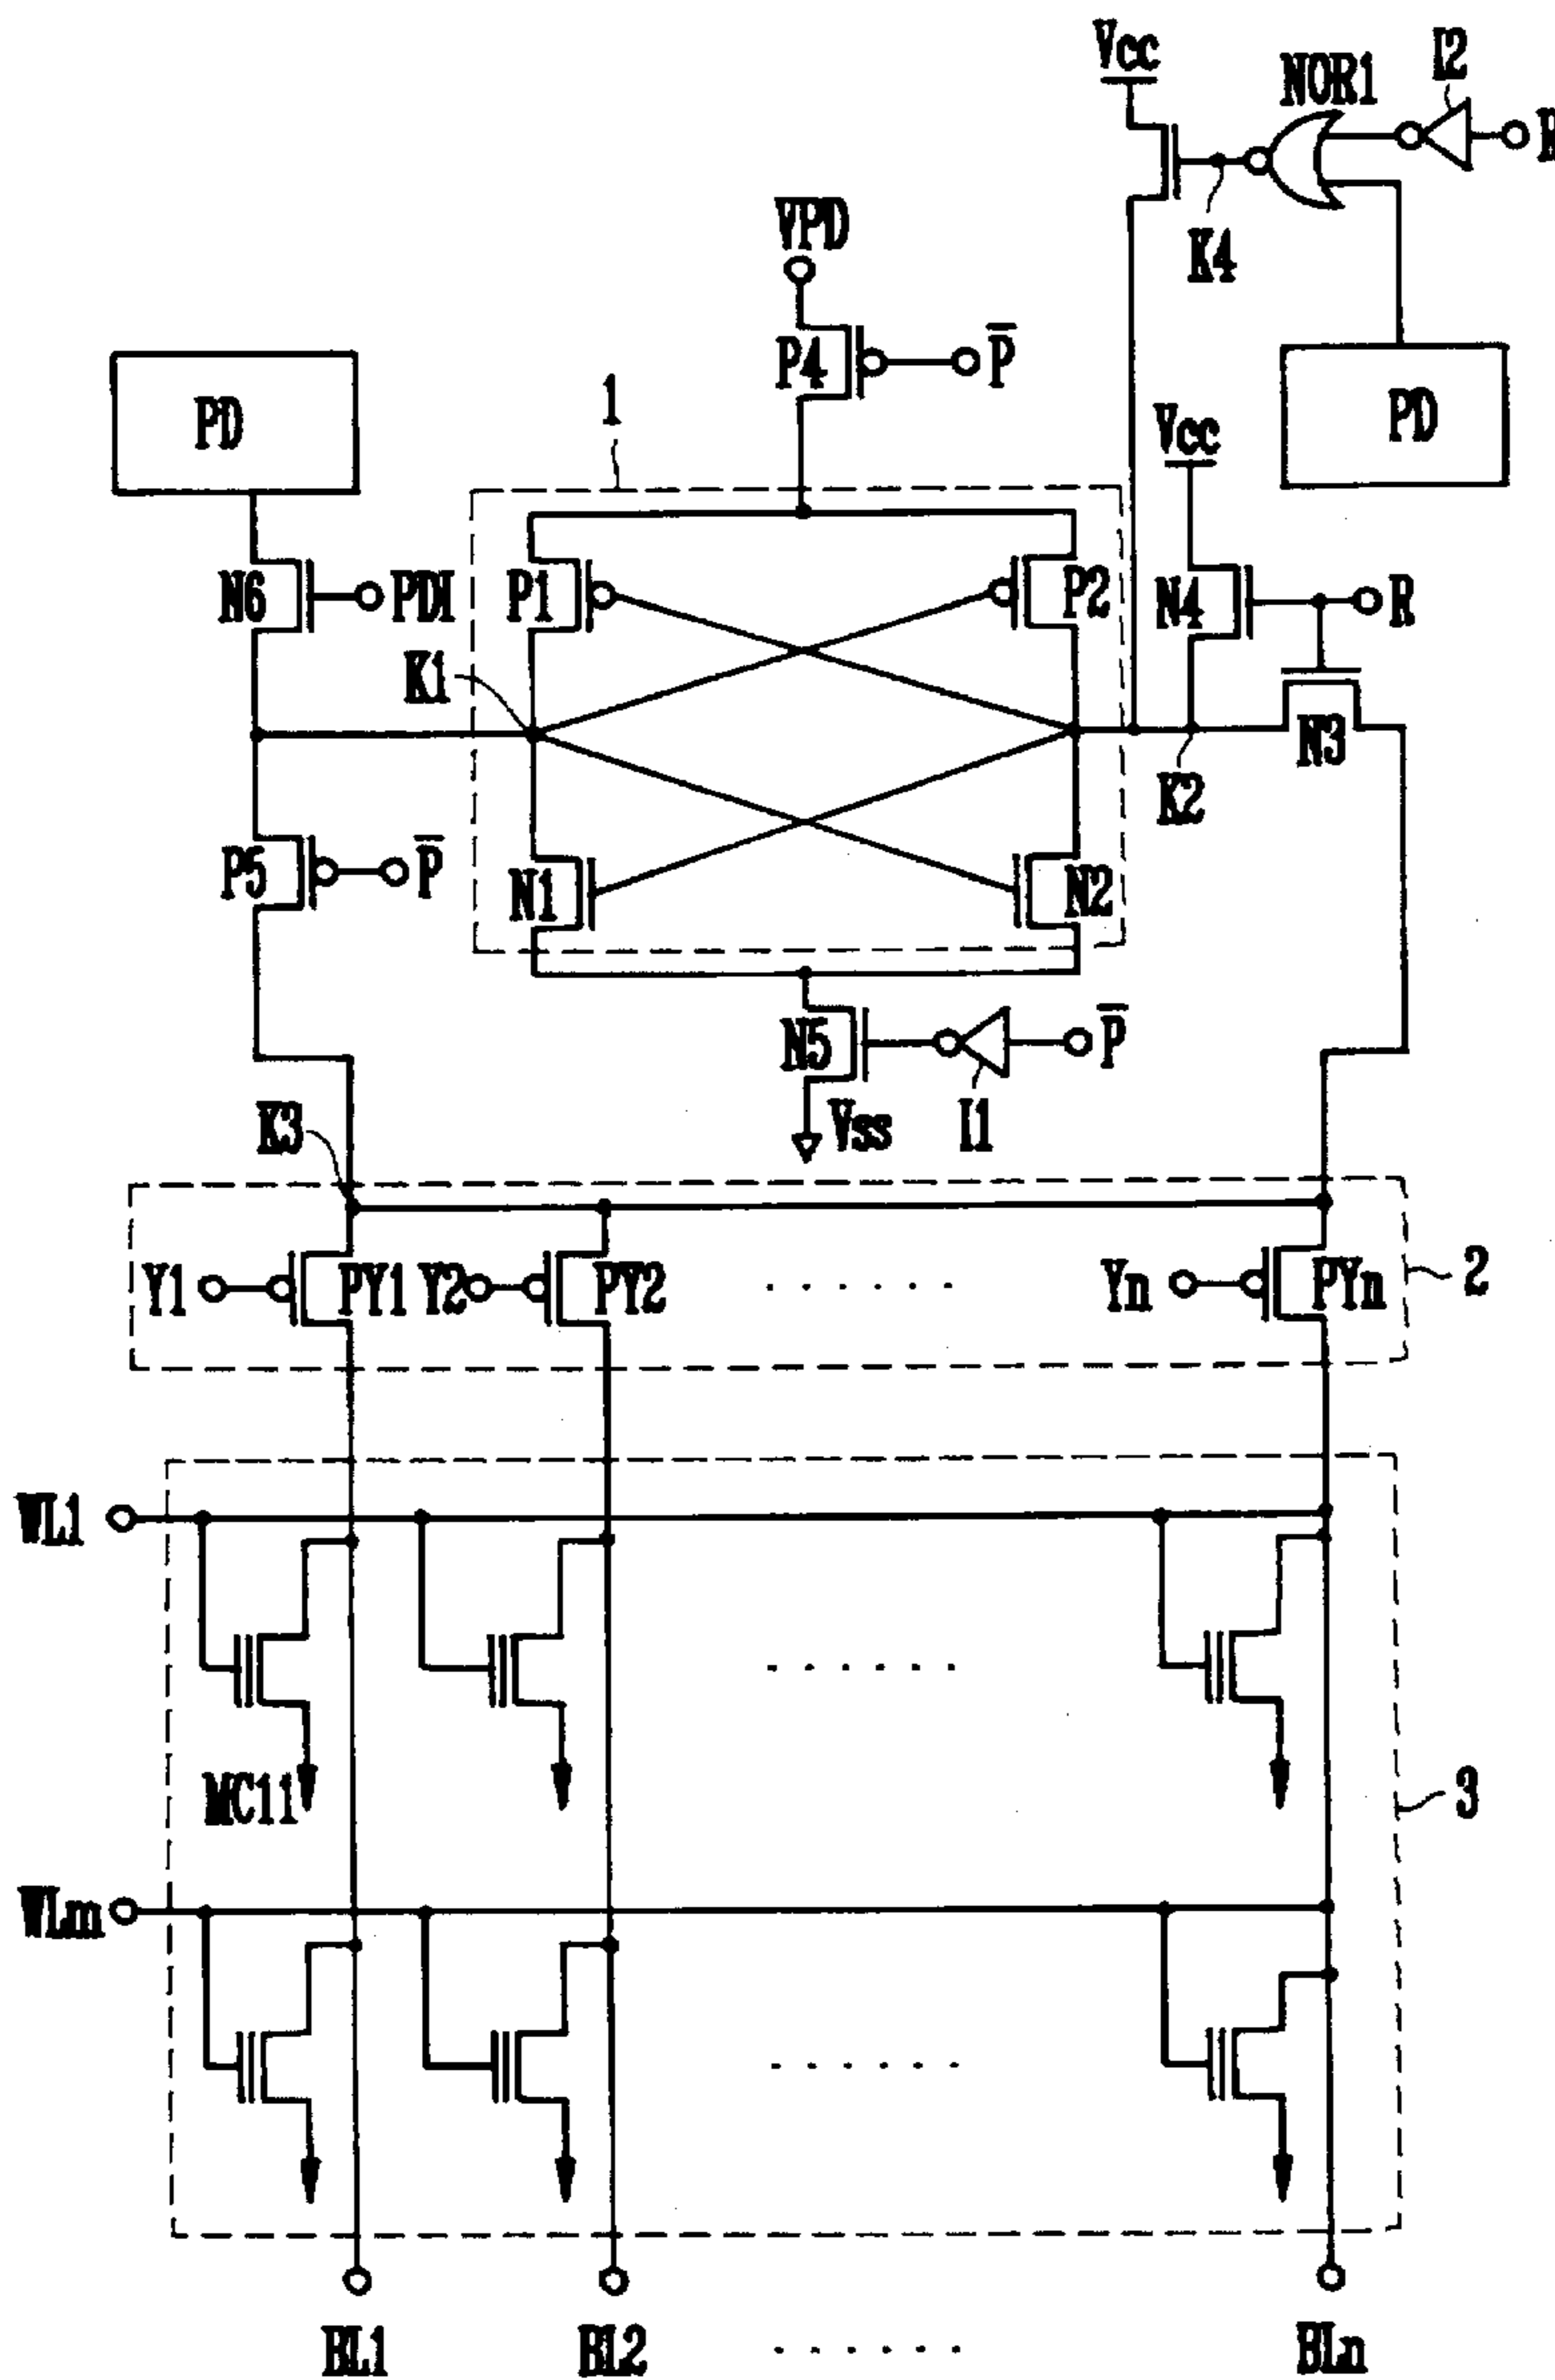 Vcc
NOR1
I2
K4
VPD
P4
P̅
1
PD
Vcc
PD
N6
PDI
P1
P2
N4
R
K1
N3
K2
P5
P̅
N1
N2
N5
I1
P̅
Vss
K3
Y1
PY1
Y2
PY2
. . . . . .
Yn
PYn
2
WL1
. . . . . .
MC11
3
WLm
. . . . . .
BL1
BL2
. . . . . .
BLn